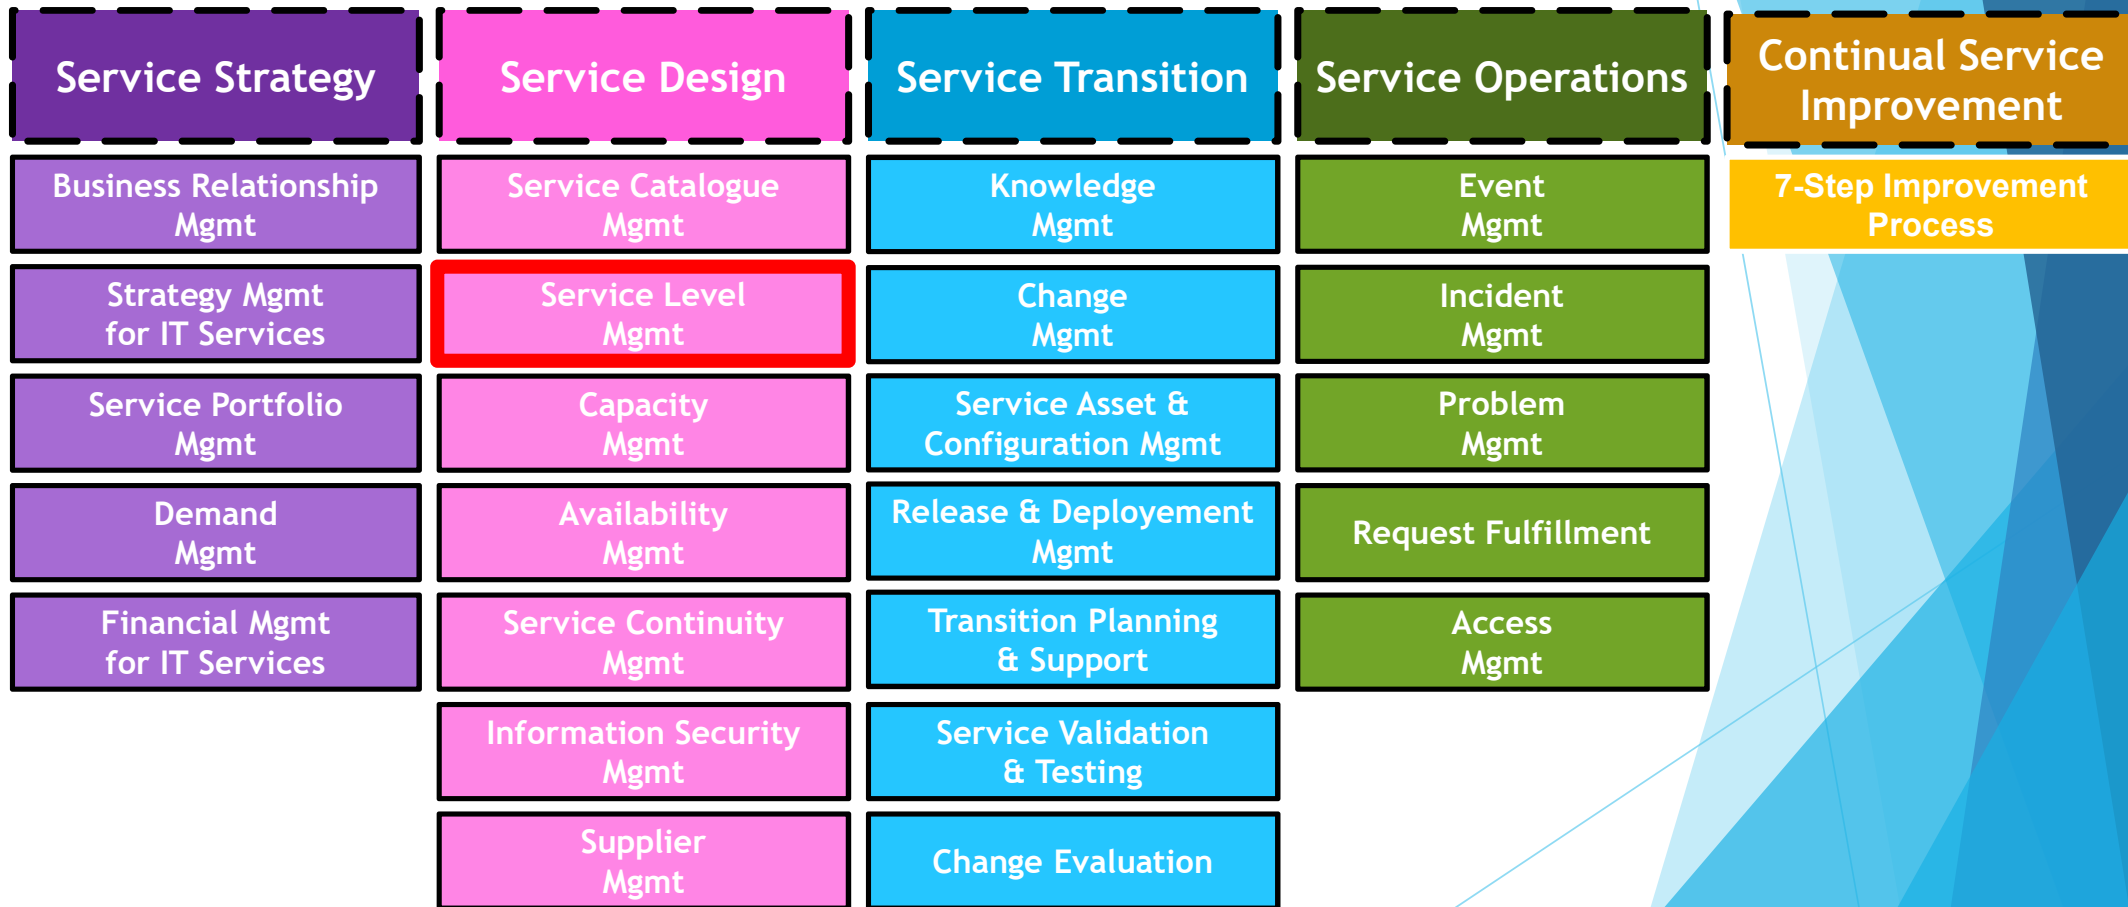 Service Strategy
Business Relationship
Mgmt
Strategy Mgmt
for IT Services
Service Portfolio
Mgmt
Demand
Mgmt
Financial Mgmt
for IT Services
Service Design
Service Catalogue
Mgmt
Service Level
Mgmt
Capacity
Mgmt
Availability
Mgmt
Service Continuity
Mgmt
Information Security
Mgmt
Supplier
Mgmt
Service Transition
Knowledge
Mgmt
Change
Mgmt
Service Asset &
Configuration Mgmt
Release & Deployement
Mgmt
Transition Planning
& Support
Service Validation
& Testing
Change Evaluation
Service Operations
Event
Mgmt
Incident
Mgmt
Problem
Mgmt
Request Fulfillment
Access
Mgmt
Continual Service
Improvement
7-Step Improvement
Process